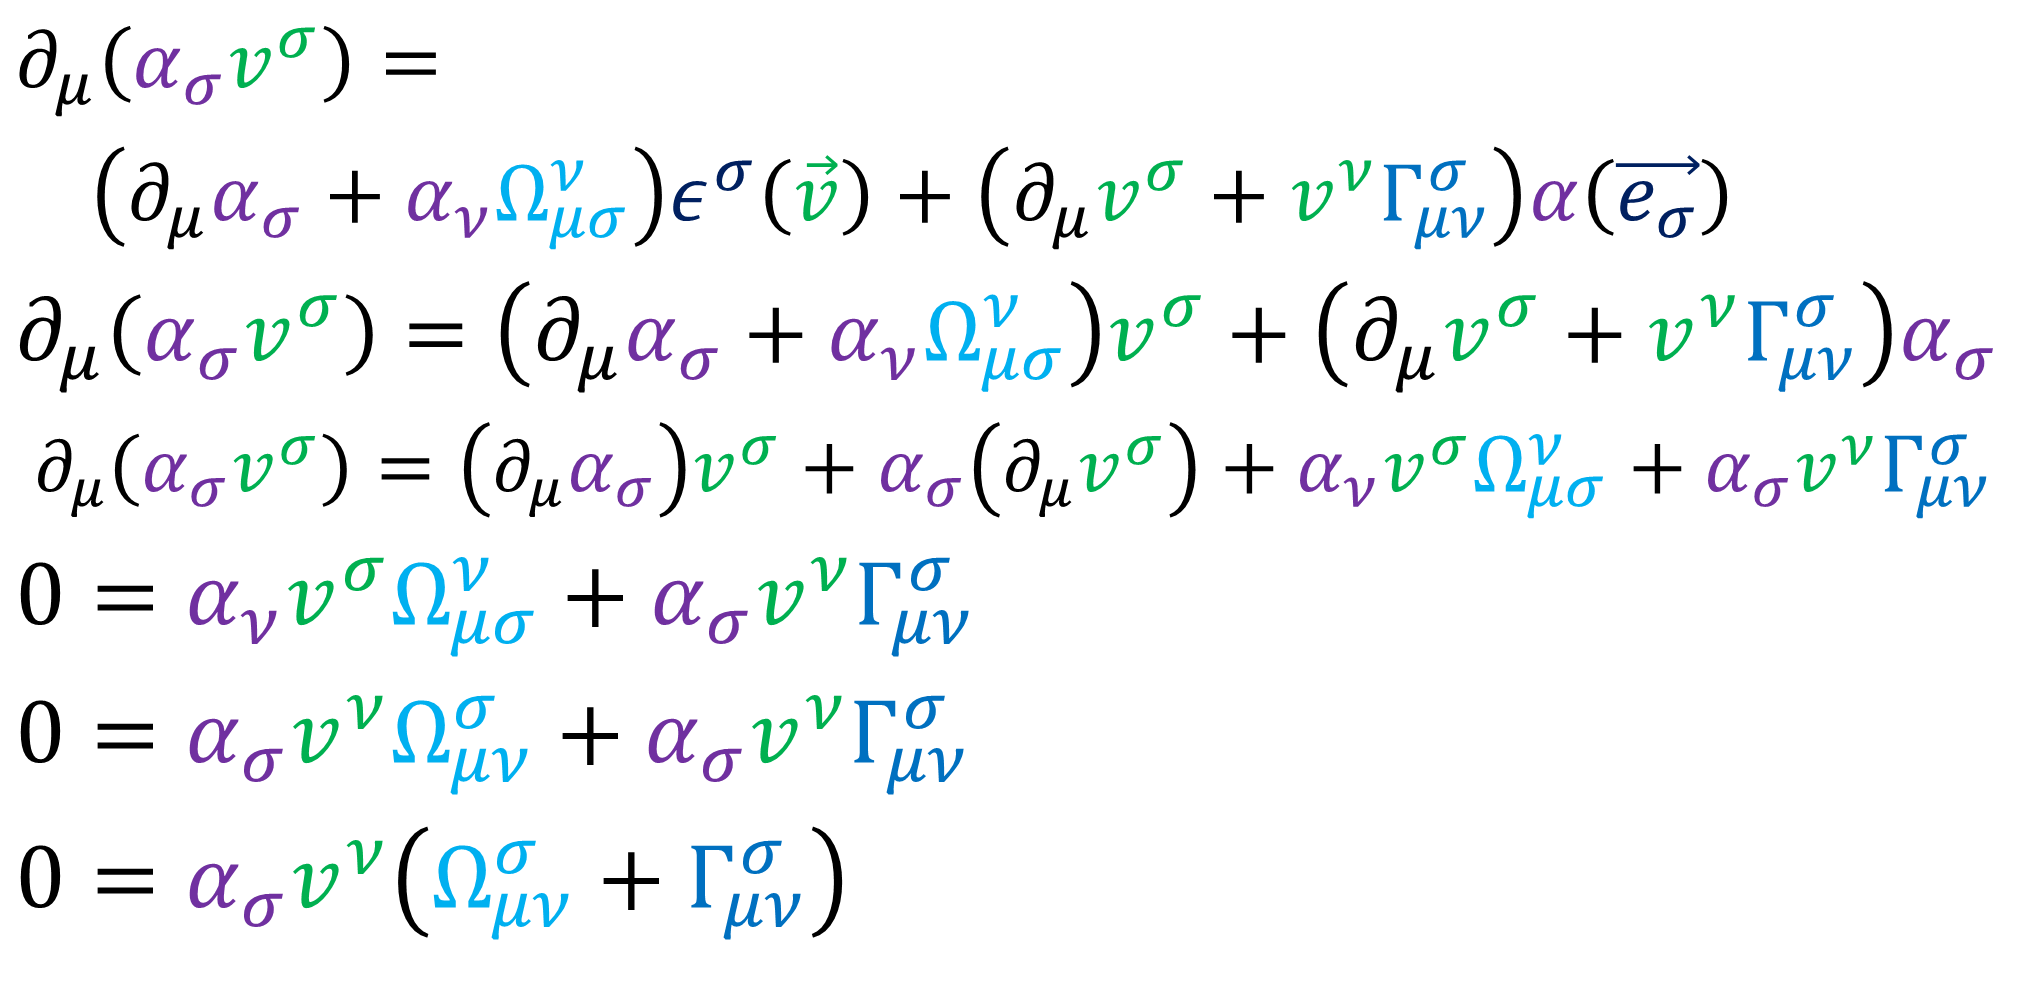 ∂_μ(α_σ v^σ) =
(∂_μ α_σ + α_ν Ω^ν_{μσ}) ϵ^σ(v⃗) + (∂_μ v^σ + v^ν Γ^σ_{μν}) α(\overrightarrow{e_σ})
∂_μ(α_σ v^σ) = (∂_μ α_σ + α_ν Ω^ν_{μσ}) v^σ + (∂_μ v^σ + v^ν Γ^σ_{μν}) α_σ
∂_μ(α_σ v^σ) = (∂_μ α_σ) v^σ + α_σ(∂_μ v^σ) + α_ν v^σ Ω^ν_{μσ} + α_σ v^ν Γ^σ_{μν}
0 = α_ν v^σ Ω^ν_{μσ} + α_σ v^ν Γ^σ_{μν}
0 = α_σ v^ν Ω^σ_{μν} + α_σ v^ν Γ^σ_{μν}
0 = α_σ v^ν (Ω^σ_{μν} + Γ^σ_{μν})